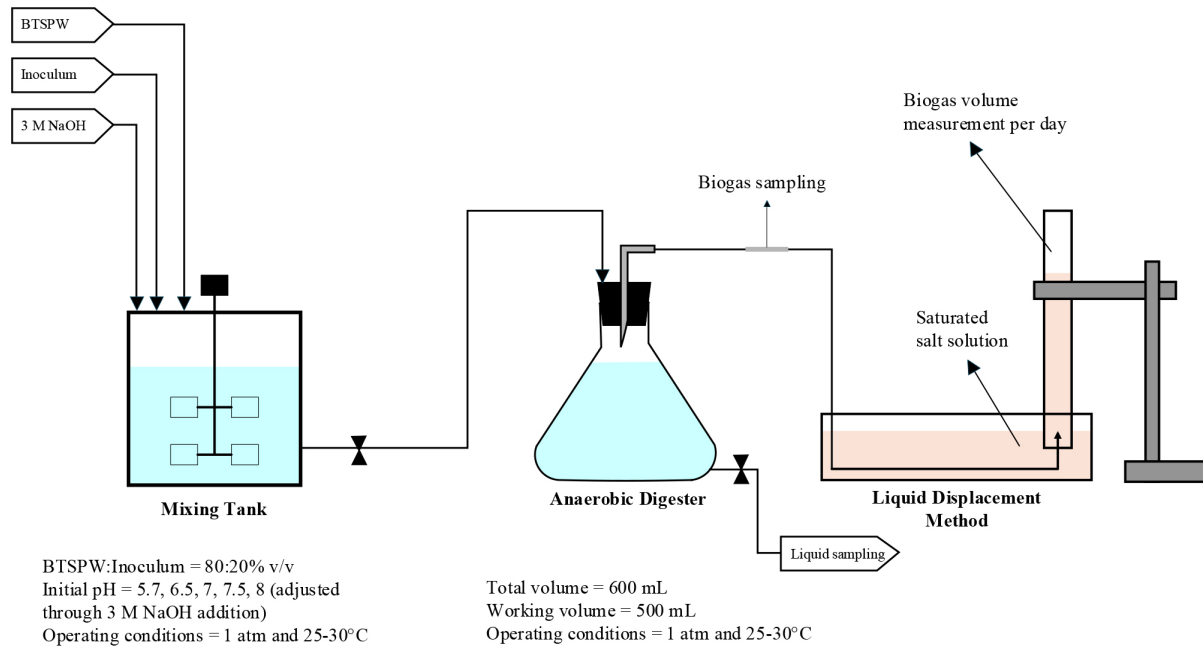 BTSPW
Inoculum
3 M NaOH
Biogas volume
measurement per day
Biogas sampling
Saturated
salt solution
Mixing Tank
Anaerobic Digester
Liquid Displacement
Method
Liquid sampling
BTSPW:Inoculum = 80:20% v/v
Initial pH = 5.7, 6.5, 7, 7.5, 8 (adjusted
through 3 M NaOH addition)
Operating conditions = 1 atm and 25-30°C
Total volume = 600 mL
Working volume = 500 mL
Operating conditions = 1 atm and 25-30°C